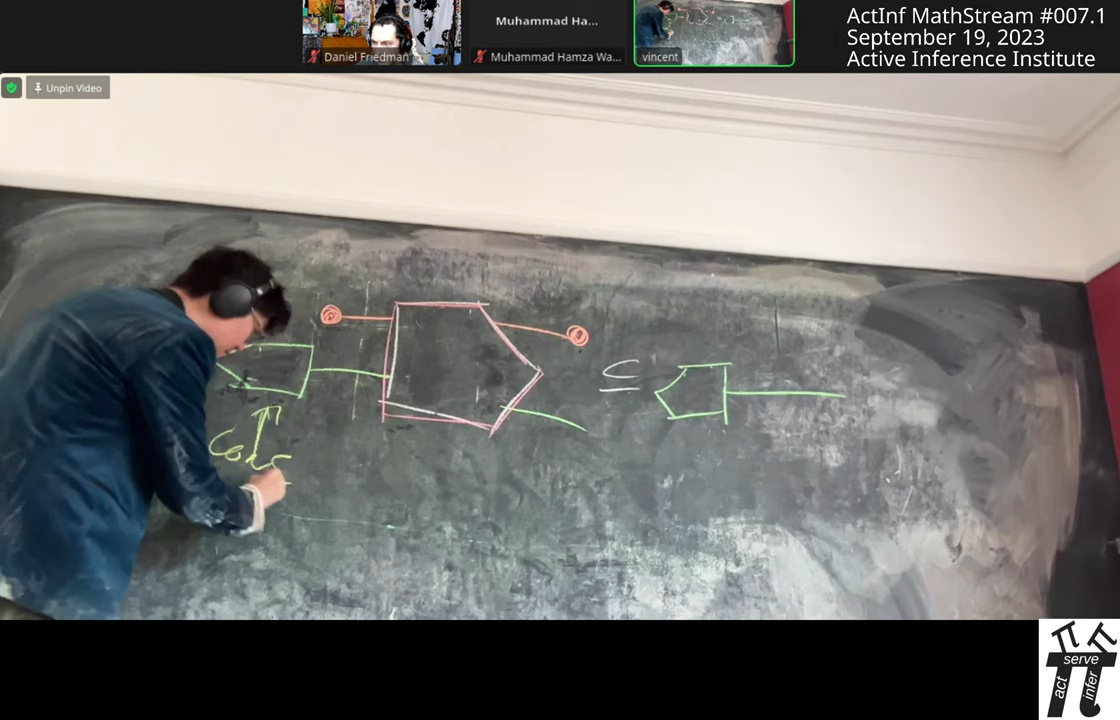 Muhammad Ha...
ActInf MathStream #007.1
September 19, 2023
Active Inference Institute
Daniel Friedman
Muhammad Hamza Wa...
vincent
Unpin Video
⊆
act
serve
infer